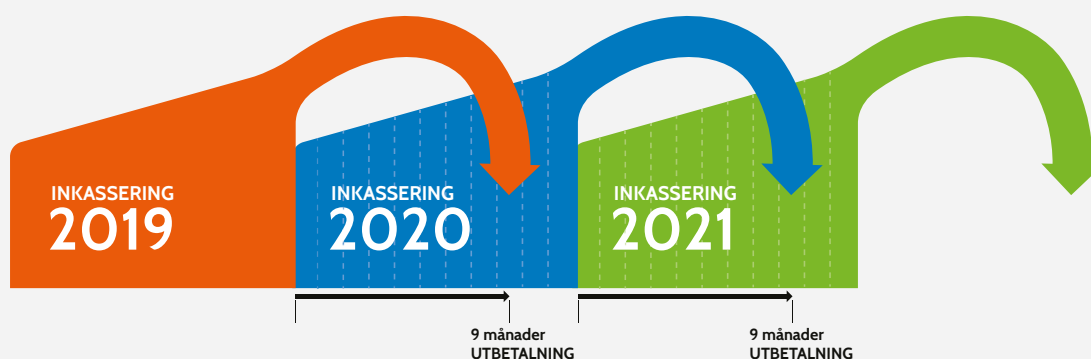 INKASSERING
2019
INKASSERING
2020
INKASSERING
2021
9 månader
UTBETALNING
9 månader
UTBETALNING